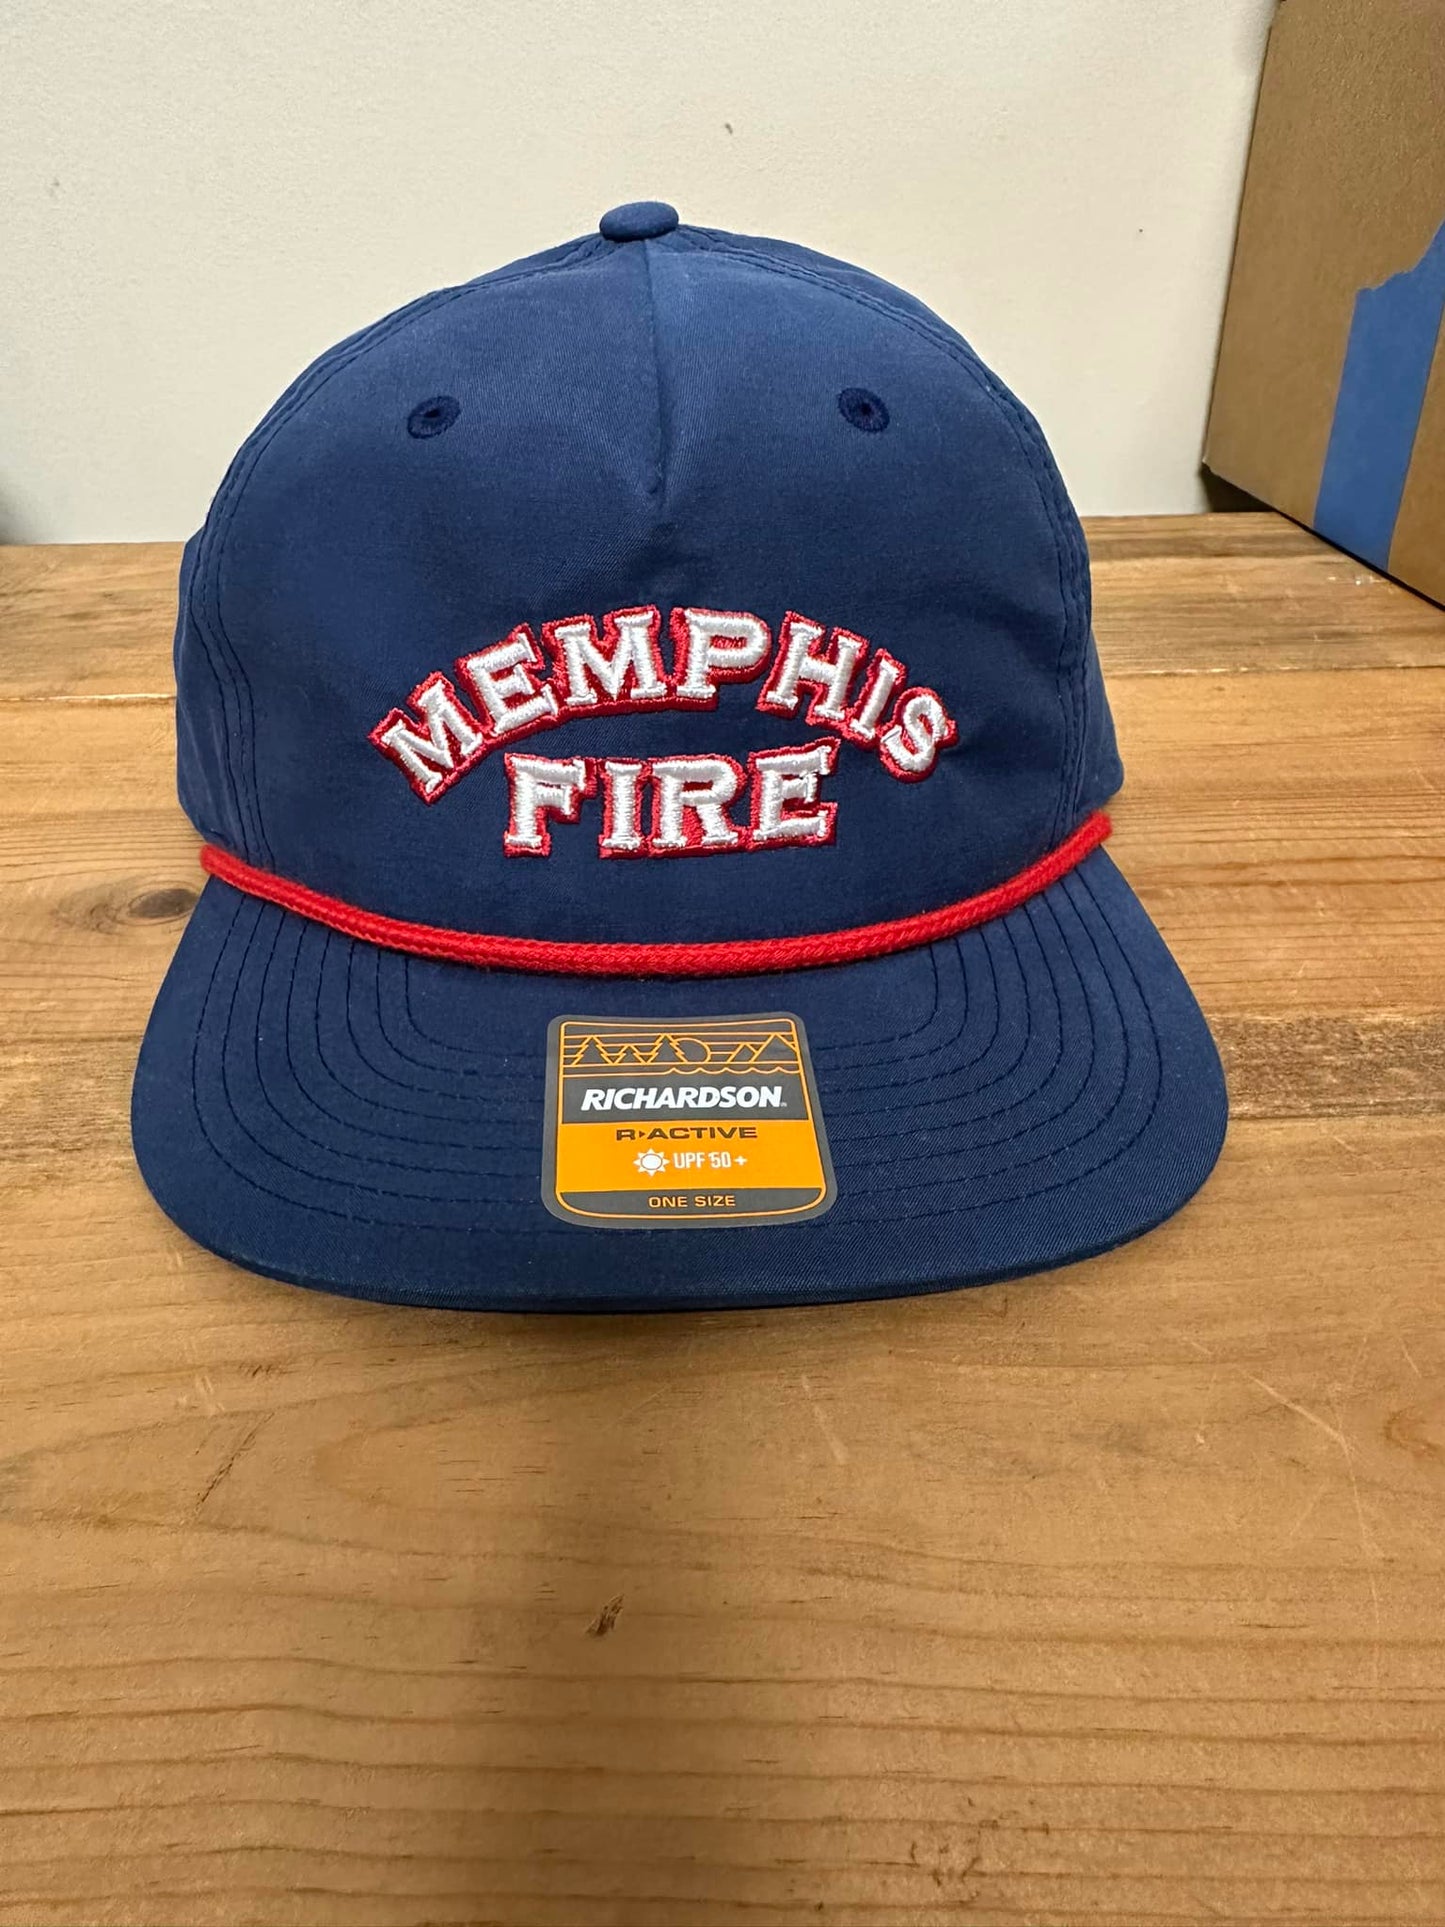 MEMPHIS
FIRE
RICHARDSON
R▸ACTIVE
UPF 50+
ONE SIZE